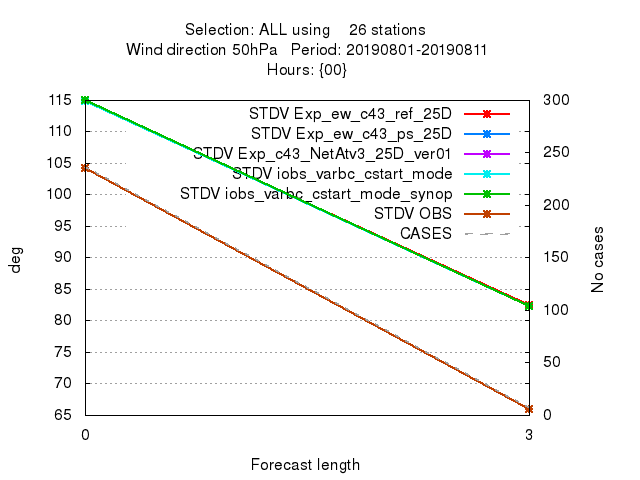 Selection: ALL using    26 stations
Wind direction 50hPa   Period: 20190801-20190811
Hours: {00}
115 300
STDV Exp_ew_c43_ref_25D
110
STDV Exp_ew_c43_ps_25D
250
STDV Exp_c43_NetAtv3_25D_ver01
105
STDV iobs_varbc_cstart_mode
100
STDV iobs_varbc_cstart_mode_synop
200
STDV OBS
95
CASES
90 150
85
100
80
75
50
70
65 0
deg
No cases
0 3
Forecast length